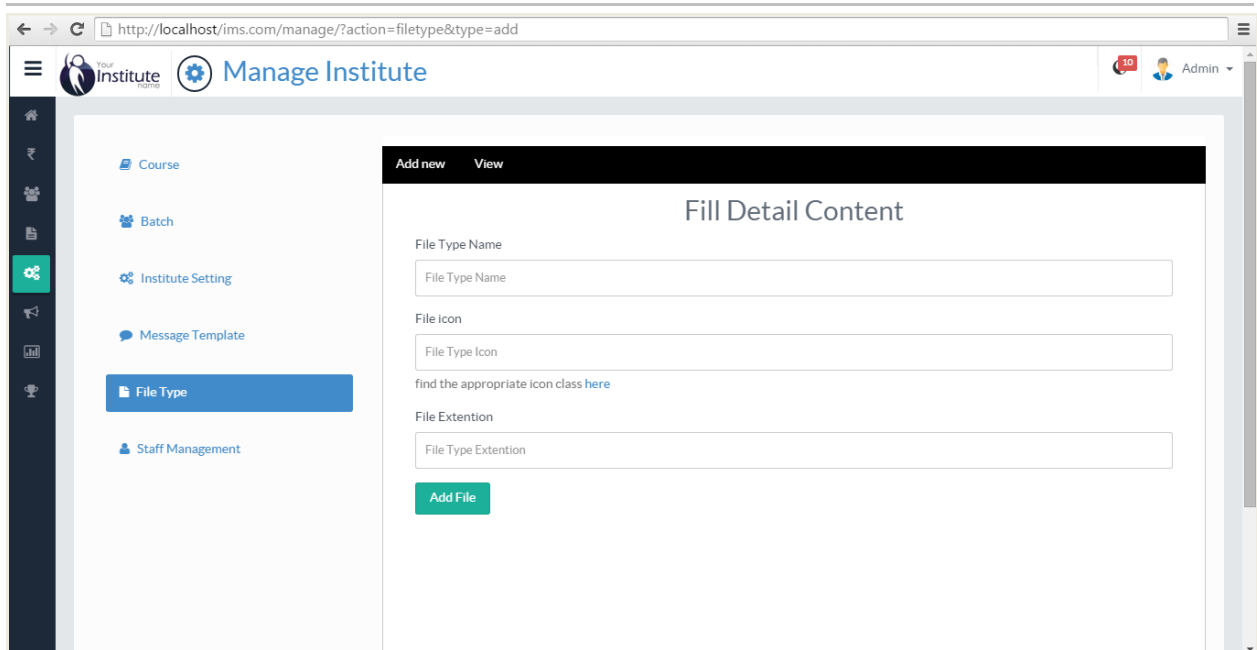 http://localhost/ims.com/manage/?action=filetype&type=add
Your
Institute
name
Manage Institute
10
Admin
Course
Batch
Institute Setting
Message Template
File Type
Staff Management
Add new View
Fill Detail Content
File Type Name
File Type Name
File icon
File Type Icon
find the appropriate icon class here
File Extention
File Type Extention
Add File